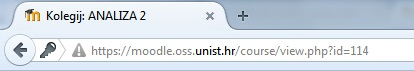 Kolegij: ANALIZA 2
https://moodle.oss.unist.hr/course/view.php?id=114